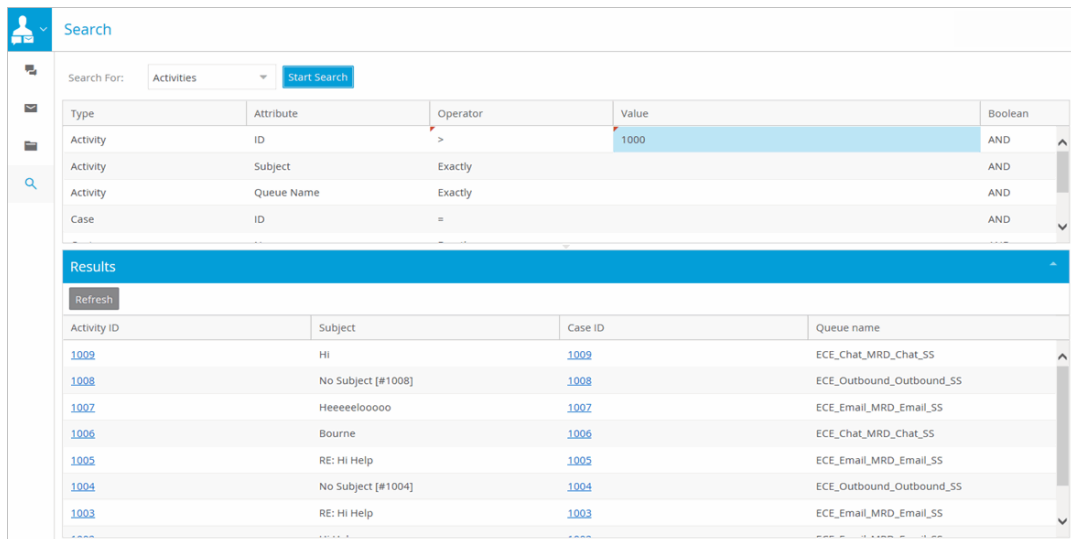 Search
Search For: Activities Start Search
Type Attribute Operator Value Boolean
Activity ID > 1000 AND
Activity Subject Exactly AND
Activity Queue Name Exactly AND
Case ID = AND
Results
Refresh
Activity ID Subject Case ID Queue name
1009 Hi 1009 ECE_Chat_MRD_Chat_SS
1008 No Subject [#1008] 1008 ECE_Outbound_Outbound_SS
1007 Heeeeelooooo 1007 ECE_Email_MRD_Email_SS
1006 Bourne 1006 ECE_Chat_MRD_Chat_SS
1005 RE: Hi Help 1005 ECE_Email_MRD_Email_SS
1004 No Subject [#1004] 1004 ECE_Outbound_Outbound_SS
1003 RE: Hi Help 1003 ECE_Email_MRD_Email_SS